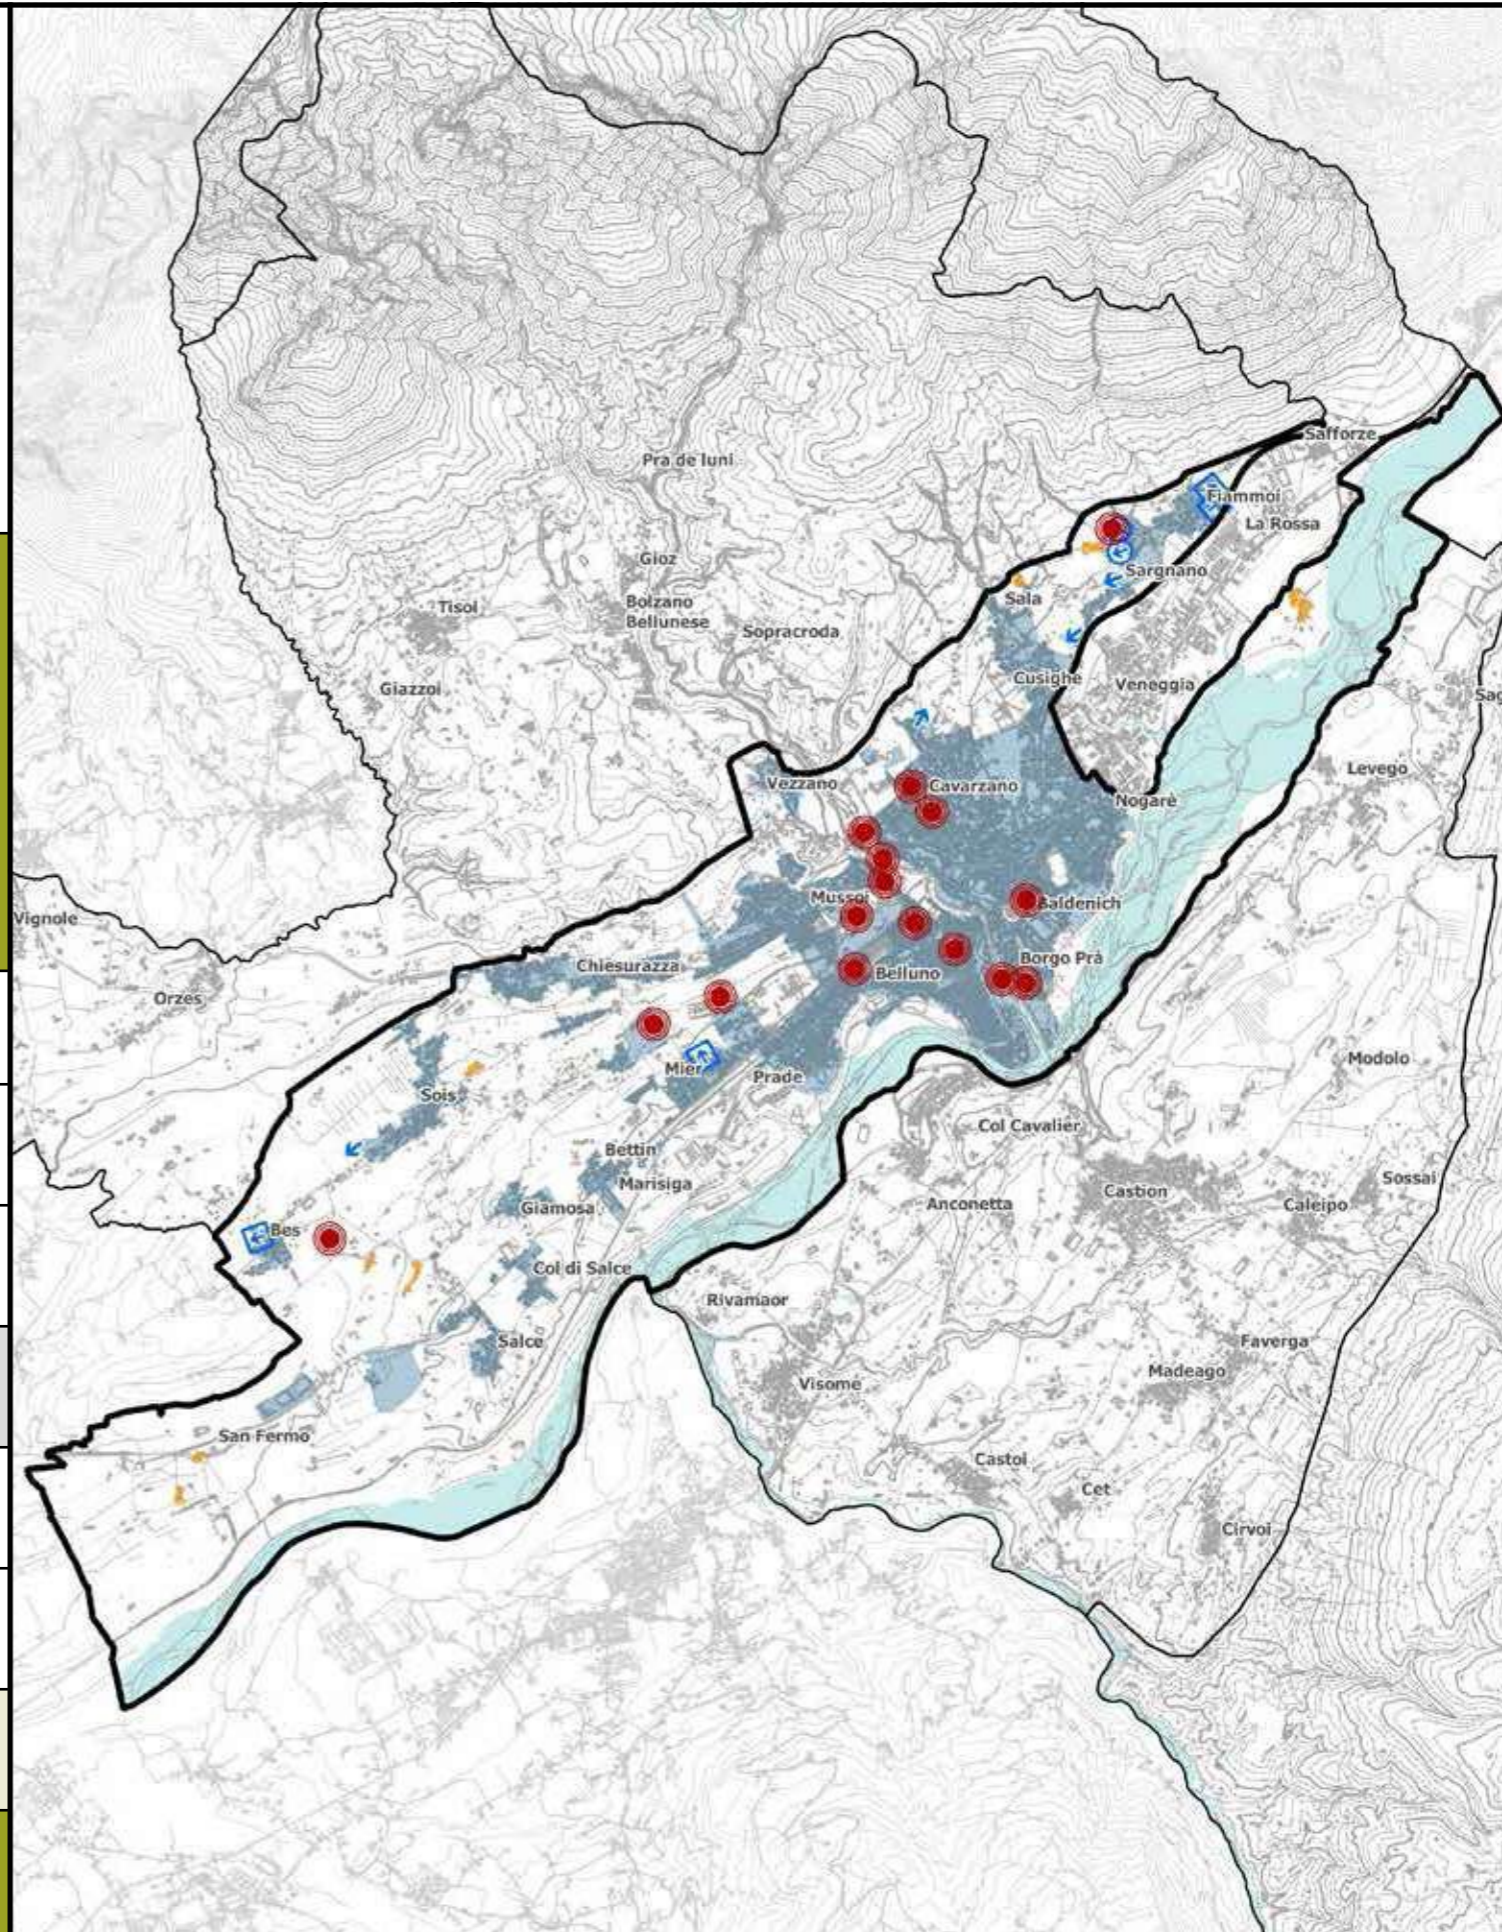 Safforze
Pra de luni
Fiammoi
La Rossa
Gioz
Sargnano
Tisoi
Bolzano
Bellunese
Sala
Sopracroda
Cusighe
Giazzoi
Veneggia
Levego
Vezzano
Cavarzano
Nogarè
Mussoi
Baldenich
Vignole
Chiesurazza
Borgo Prà
Belluno
Orzes
Modolo
Mier
Prade
Sois
Col Cavalier
Bettin
Sossai
Marisiga
Castion
Anconetta
Caleipo
Giamosa
Bes
Col di Salce
Rivamaor
Salce
Faverga
Madeago
Visome
San Fermo
Castoi
Cet
Cirvoi